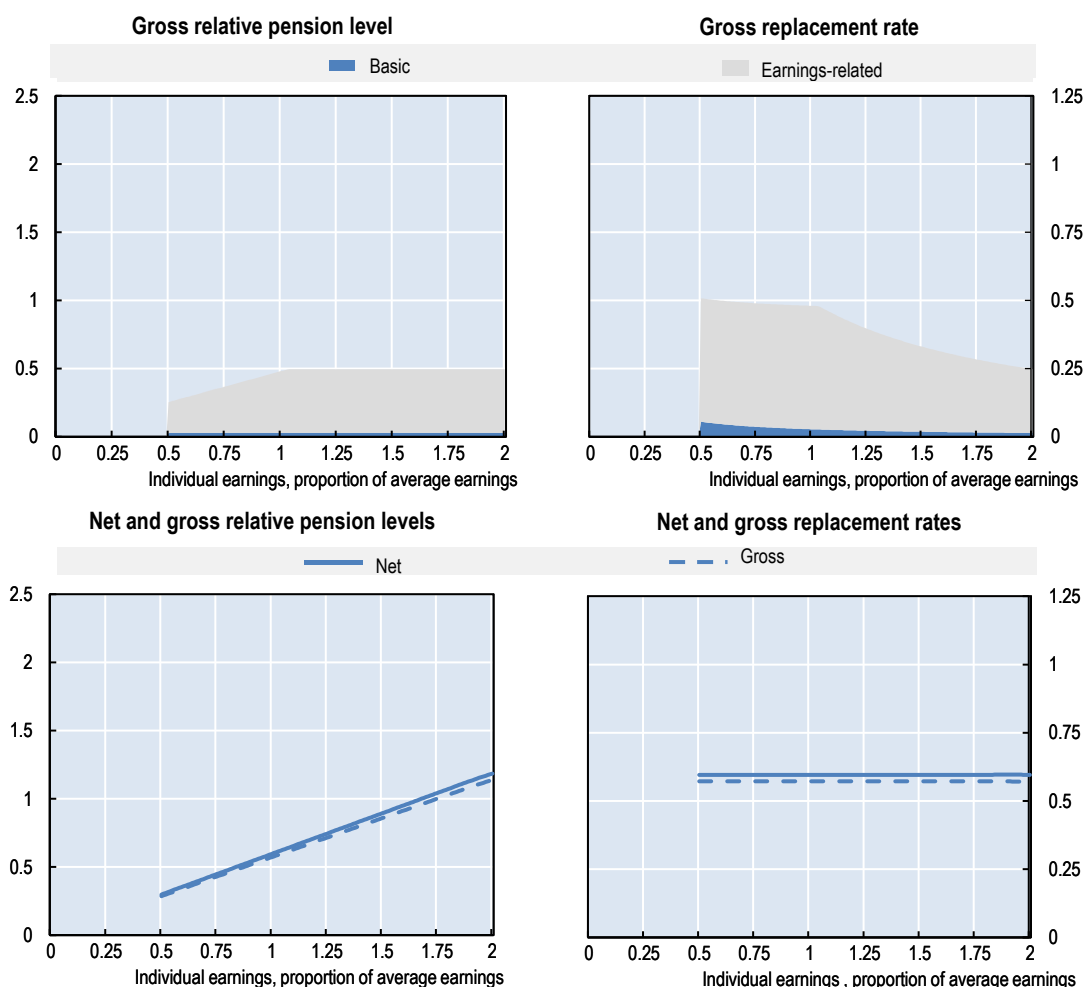 Gross relative pension level
Gross replacement rate
Basic
Earnings-related
2.5
2
1.5
1
0.5
0
0 0.25 0.5 0.75 1 1.25 1.5 1.75 2
Individual earnings, proportion of average earnings
1.25
1
0.75
0.5
0.25
0
0 0.25 0.5 0.75 1 1.25 1.5 1.75 2
Individual earnings, proportion of average earnings
Net and gross relative pension levels
Net and gross replacement rates
Net
Gross
2.5
2
1.5
1
0.5
0
0 0.25 0.5 0.75 1 1.25 1.5 1.75 2
Individual earnings, proportion of average earnings
1.25
1
0.75
0.5
0.25
0
0 0.25 0.5 0.75 1 1.25 1.5 1.75 2
Individual earnings , proportion of average earnings